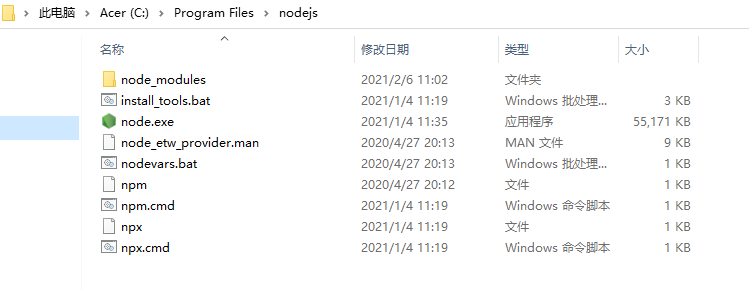 此电脑 Acer (C:) Program Files nodejs
名称 修改日期 类型 大小
node_modules 2021/2/6 11:02 文件夹
install_tools.bat 2021/1/4 11:19 Windows 批处理... 3 KB
node.exe 2021/1/4 11:35 应用程序 55,171 KB
node_etw_provider.man 2020/4/27 20:13 MAN 文件 9 KB
nodevars.bat 2020/4/27 20:13 Windows 批处理... 1 KB
npm 2020/4/27 20:12 文件 1 KB
npm.cmd 2021/1/4 11:19 Windows 命令脚本 1 KB
npx 2021/1/4 11:19 文件 1 KB
npx.cmd 2021/1/4 11:19 Windows 命令脚本 1 KB